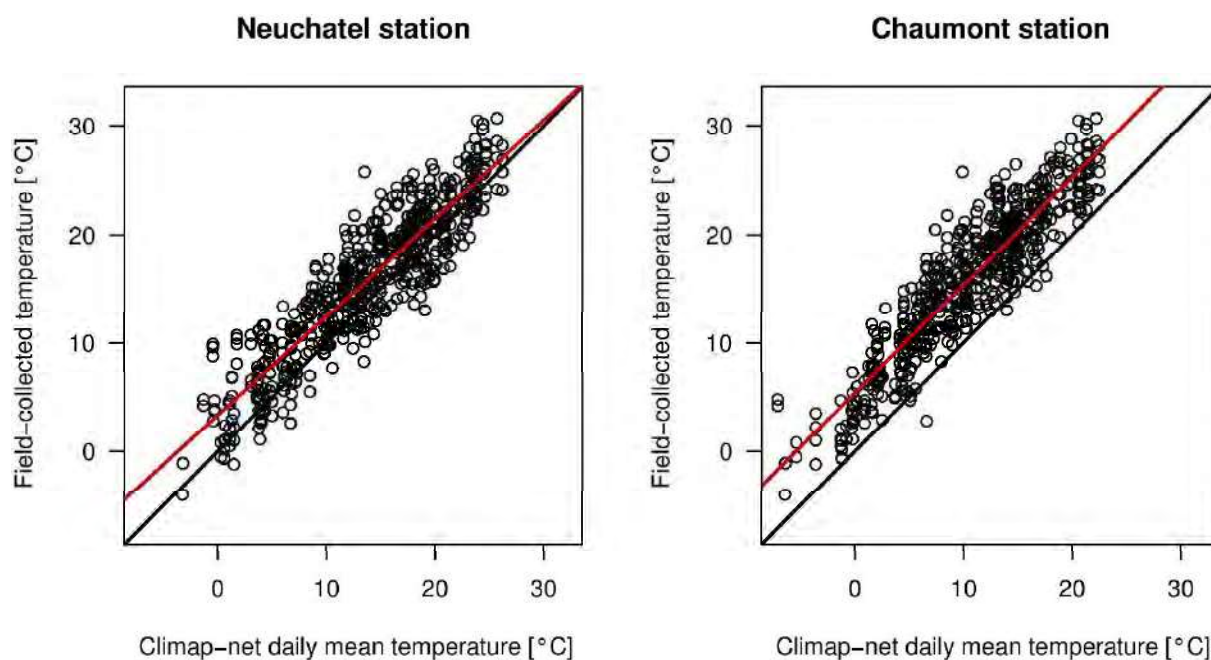 Neuchatel station
Chaumont station
Field−collected temperature [°C]
30
20
10
0
0 10 20 30
Climap−net daily mean temperature [°C]
Field−collected temperature [°C]
30
20
10
0
0 10 20 30
Climap−net daily mean temperature [°C]